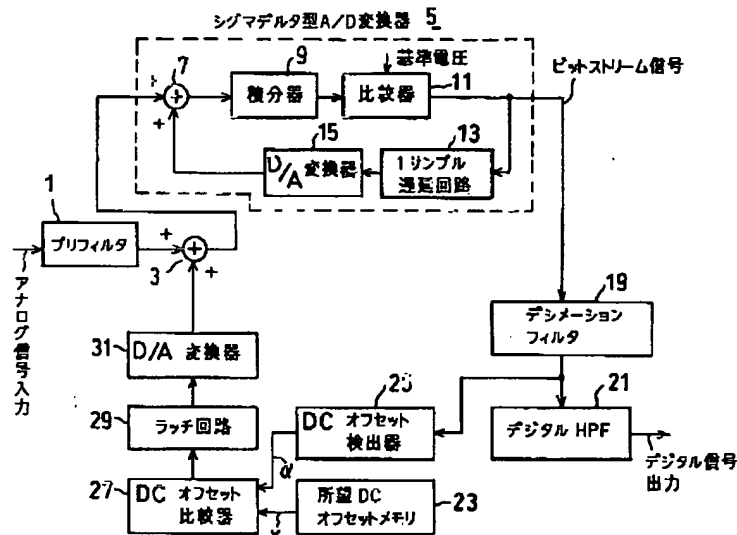 シグマデルタ型A/D変換器 5
7
9
基準電圧
ビットストリーム信号
+
積分器
比較器
11
+
15
13
D/A 変換器
1サンプル
遅延回路
1
プリフィルタ
+
3
+
アナログ信号入力
19
デシメーション
フィルタ
31
D/A 変換器
25
21
29
ラッチ回路
DC オフセット
検出器
デジタル HPF
デジタル信号
出力
α
27
DC オフセット
比較器
所望 DC
オフセットメモリ
23